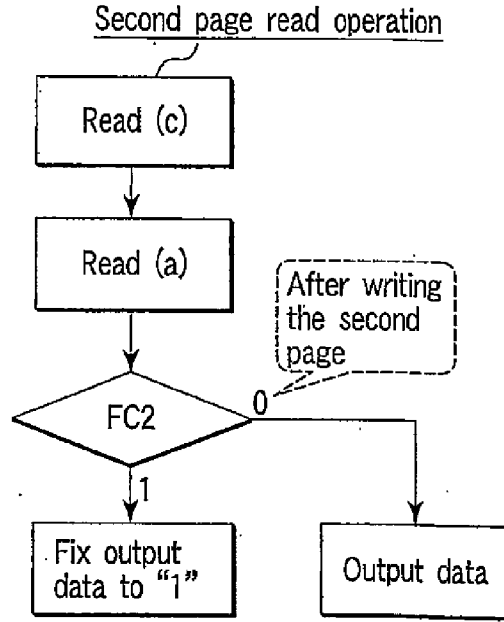 Second page read operation
Read (c)
Read (a)
After writing
the second
page
FC2
0
1
Fix output
data to “1”
Output data